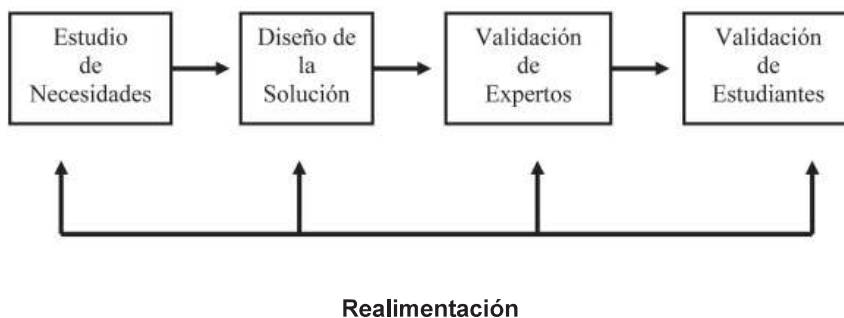 Estudio
de
Necesidades
Diseño de
la
Solución
Validación
de
Expertos
Validación
de
Estudiantes
Realimentación